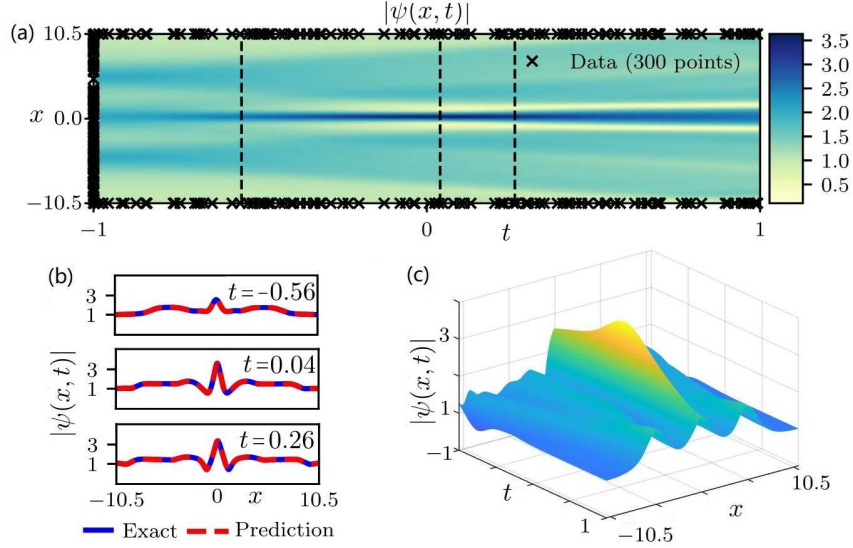 |ψ(x, t)|
(a)
10.5
x
0.0
−10.5
× Data (300 points)
−1
0
t
1
3.5
3.0
2.5
2.0
1.5
1.0
0.5
(b)
|ψ(x, t)|
3
1
t=−0.56
3
1
t=0.04
3
1
t=0.26
−10.5
0
x
10.5
Exact
Prediction
(c)
|ψ(x, t)|
3
1
−1
t
1
−10.5
x
10.5